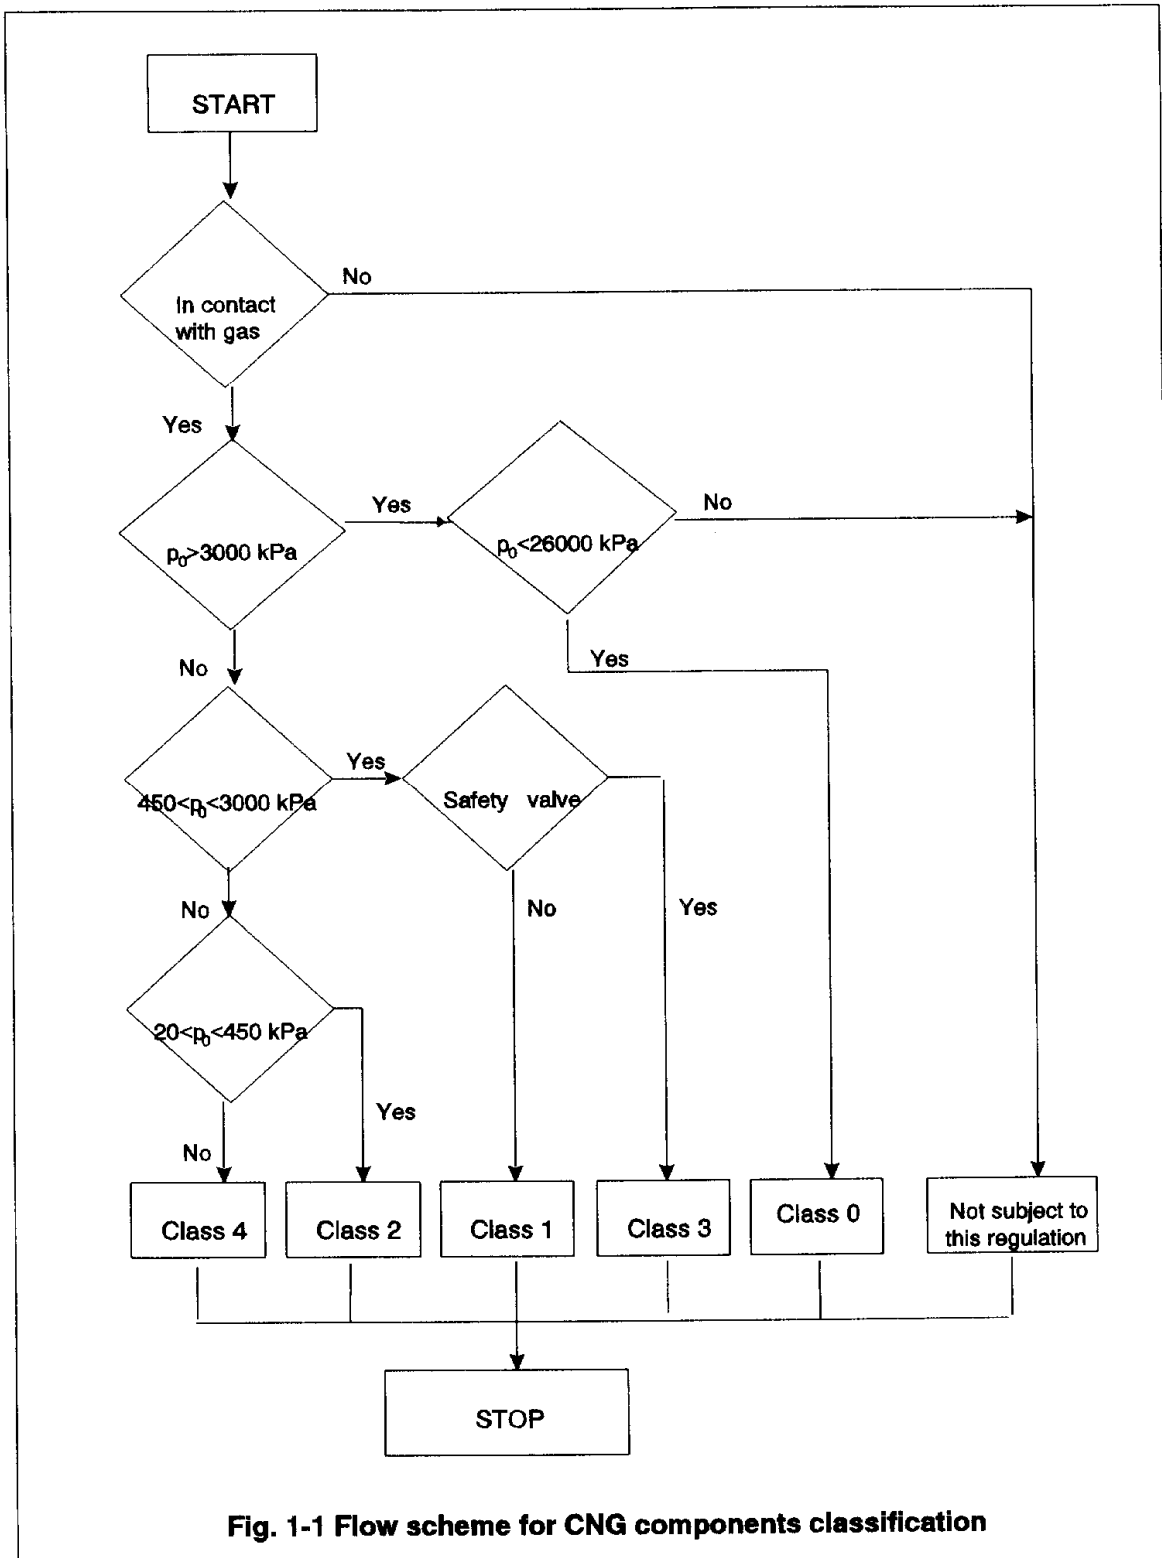 START
No
In contact
with gas
Yes
Yes
No
p₀>3000 kPa
p₀<26000 kPa
No
Yes
Yes
450<p₀<3000 kPa
Safety valve
No
No
Yes
20<p₀<450 kPa
Yes
No
Class 4
Class 2
Class 1
Class 3
Class 0
Not subject to
this regulation
STOP
Fig. 1-1 Flow scheme for CNG components classification